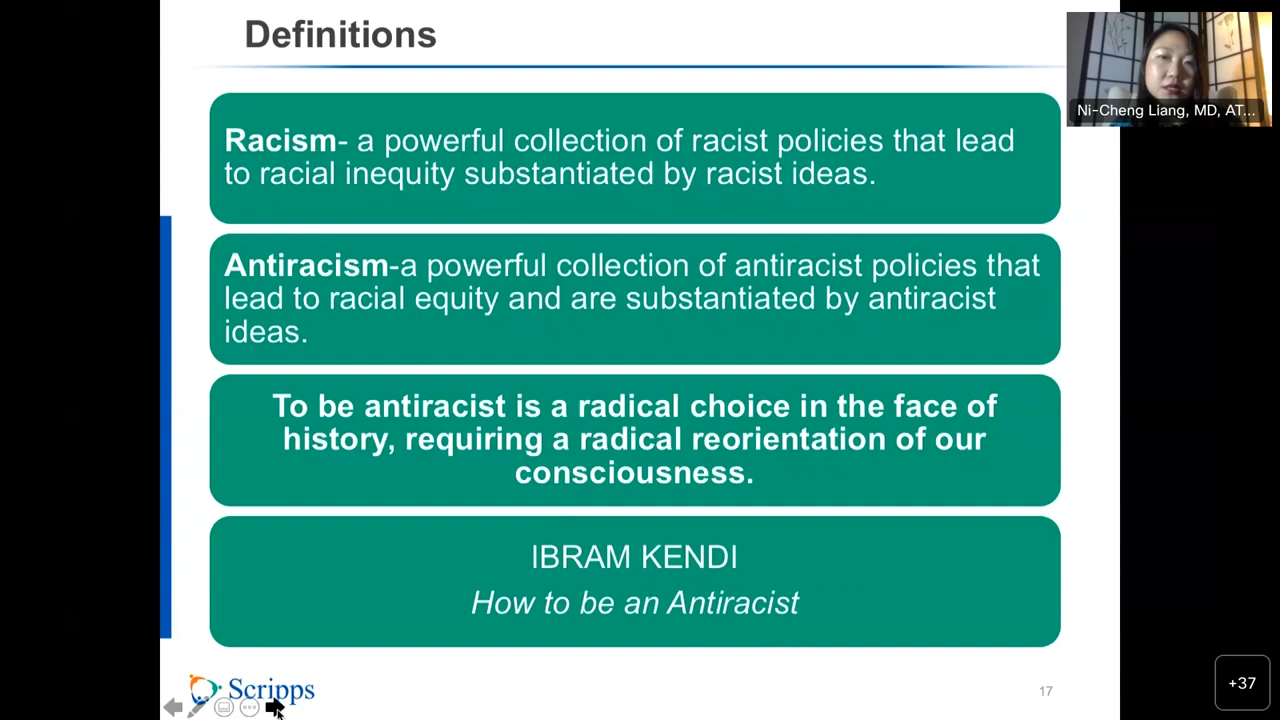 Definitions
Ni-Cheng Liang, MD, AT...
Racism- a powerful collection of racist policies that lead
to racial inequity substantiated by racist ideas.
Antiracism-a powerful collection of antiracist policies that
lead to racial equity and are substantiated by antiracist
ideas.
To be antiracist is a radical choice in the face of
history, requiring a radical reorientation of our
consciousness.
IBRAM KENDI
How to be an Antiracist
Scripps
17
+37